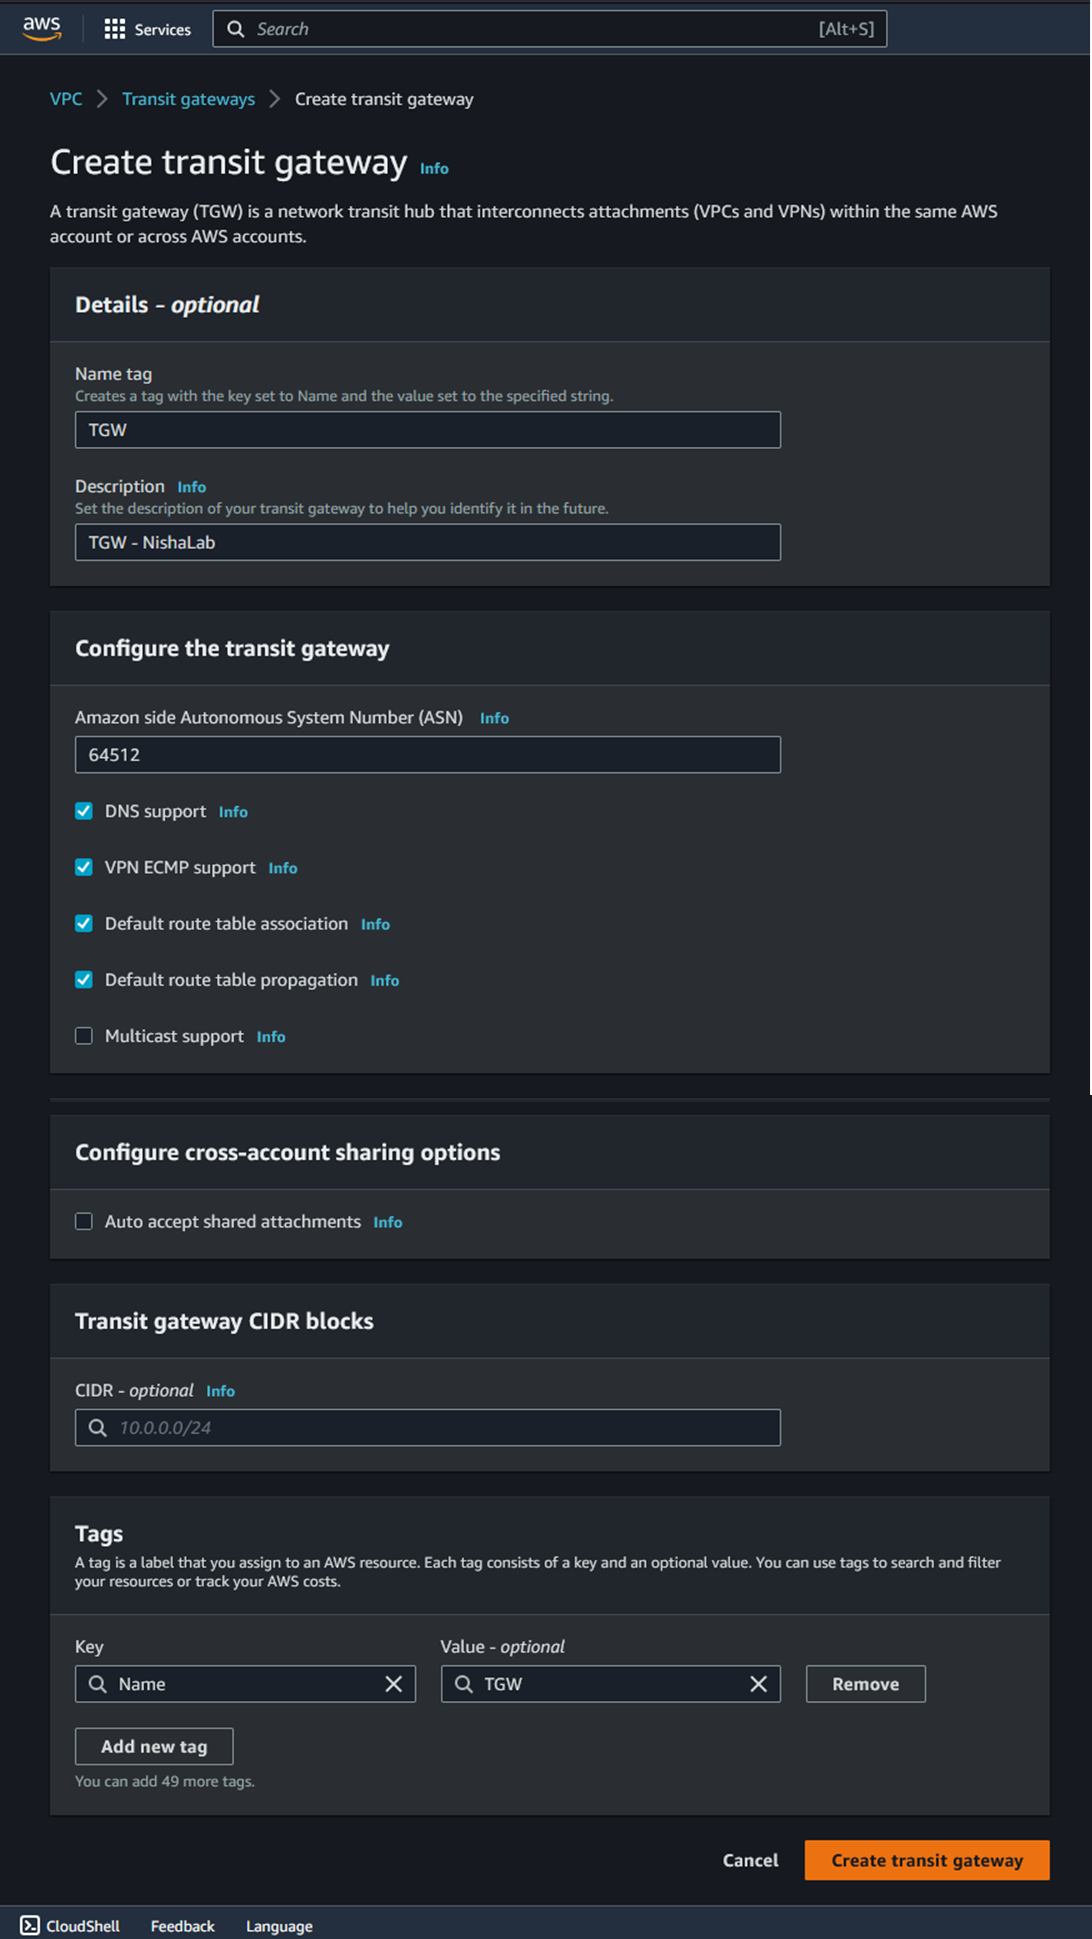 aws
Services
Search
[Alt+S]
VPC > Transit gateways > Create transit gateway
Create transit gateway Info
A transit gateway (TGW) is a network transit hub that interconnects attachments (VPCs and VPNs) within the same AWS
account or across AWS accounts.
Details - optional
Name tag
Creates a tag with the key set to Name and the value set to the specified string.
TGW
Description Info
Set the description of your transit gateway to help you identify it in the future.
TGW - NishaLab
Configure the transit gateway
Amazon side Autonomous System Number (ASN) Info
64512
DNS support Info
VPN ECMP support Info
Default route table association Info
Default route table propagation Info
Multicast support Info
Configure cross-account sharing options
Auto accept shared attachments Info
Transit gateway CIDR blocks
CIDR - optional Info
10.0.0.0/24
Tags
A tag is a label that you assign to an AWS resource. Each tag consists of a key and an optional value. You can use tags to search and filter
your resources or track your AWS costs.
Key
Value - optional
Name
TGW
Remove
Add new tag
You can add 49 more tags.
Cancel
Create transit gateway
CloudShell
Feedback
Language